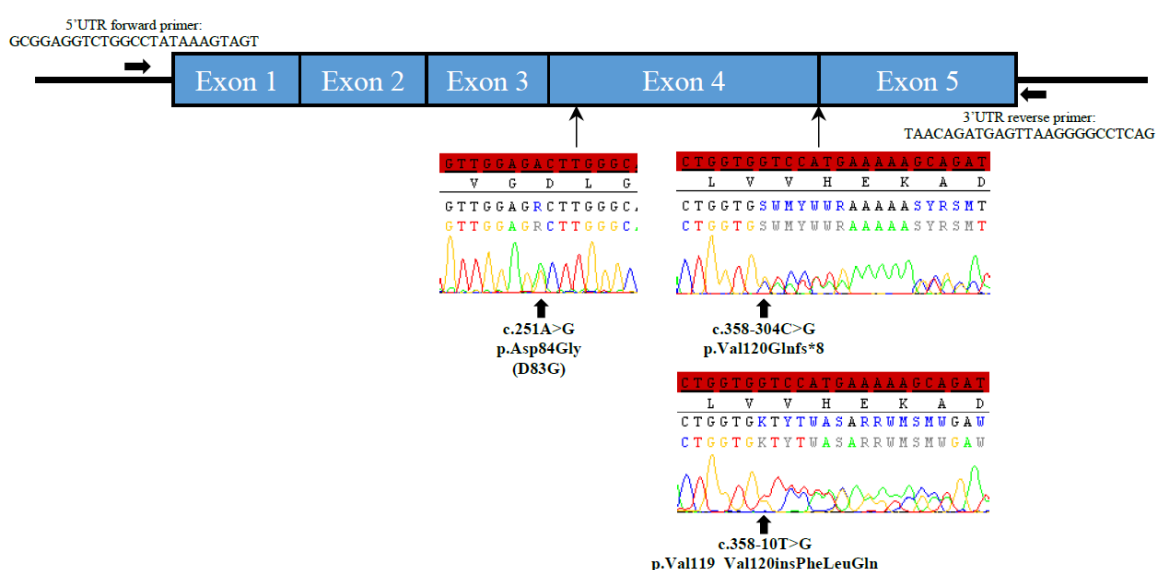 5'UTR forward primer:
GCGGAGGTCTGGCCTATAAAGTAGT
Exon 1 Exon 2 Exon 3 Exon 4 Exon 5
3'UTR reverse primer:
TAACAGATGAGTTAAGGGGCCTCAG
GTTGGAGACTTGGGC
V G D L G
GTTGGAGRCTTGGGC
GTTGGAGRCTTGGGC
c.251A>G
p.Asp84Gly
(D83G)
CTGGTGGTCCATGAAAAAGCAGAT
L V V H E K A D
CTGGTGSWMYWWRAAAAASYRSMT
CTGGTGSWMYWWRAAAAASYRSMT
c.358-304C>G
p.Val120Glnfs*8
CTGGTGGTCCATGAAAAAGCAGAT
L V V H E K A D
CTGGTGKTYTWASARRWMSMWGAW
CTGGTGKTYTWASARRWMSMWGAW
c.358-10T>G
p.Val119_Val120insPheLeuGln